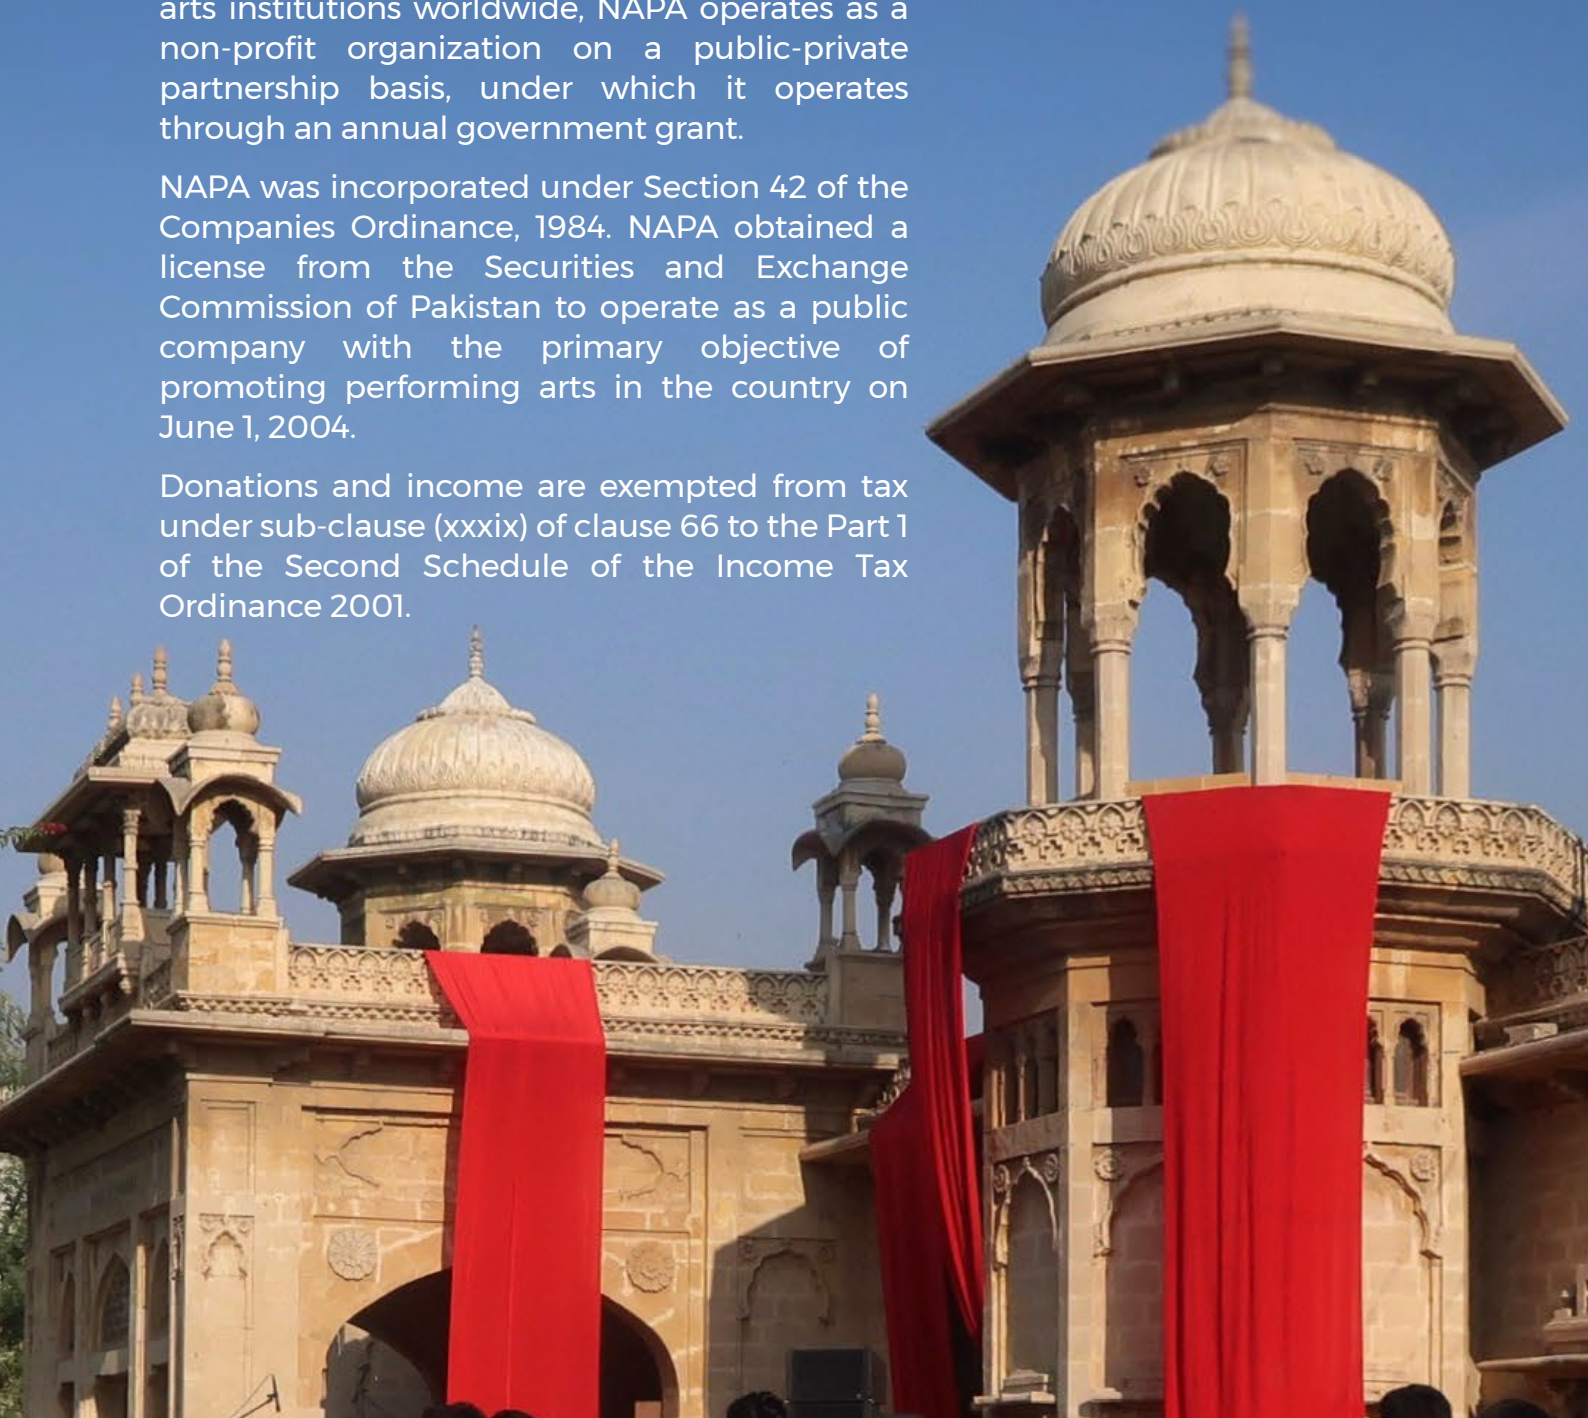 arts institutions worldwide, NAPA operates as a
non-profit organization on a public-private
partnership basis, under which it operates
through an annual government grant.
NAPA was incorporated under Section 42 of the
Companies Ordinance, 1984. NAPA obtained a
license from the Securities and Exchange
Commission of Pakistan to operate as a public
company with the primary objective of
promoting performing arts in the country on
June 1, 2004.
Donations and income are exempted from tax
under sub-clause (xxxix) of clause 66 to the Part 1
of the Second Schedule of the Income Tax
Ordinance 2001.